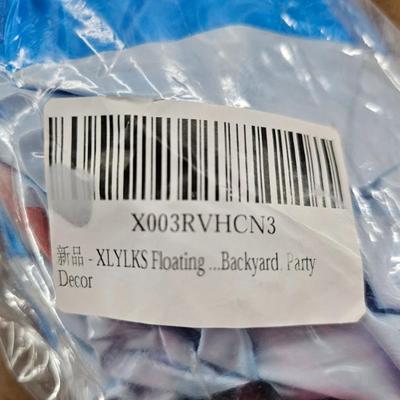 X003RVHCN3
新品 - XLYLKS Floating ...Backyard, Party
Decor